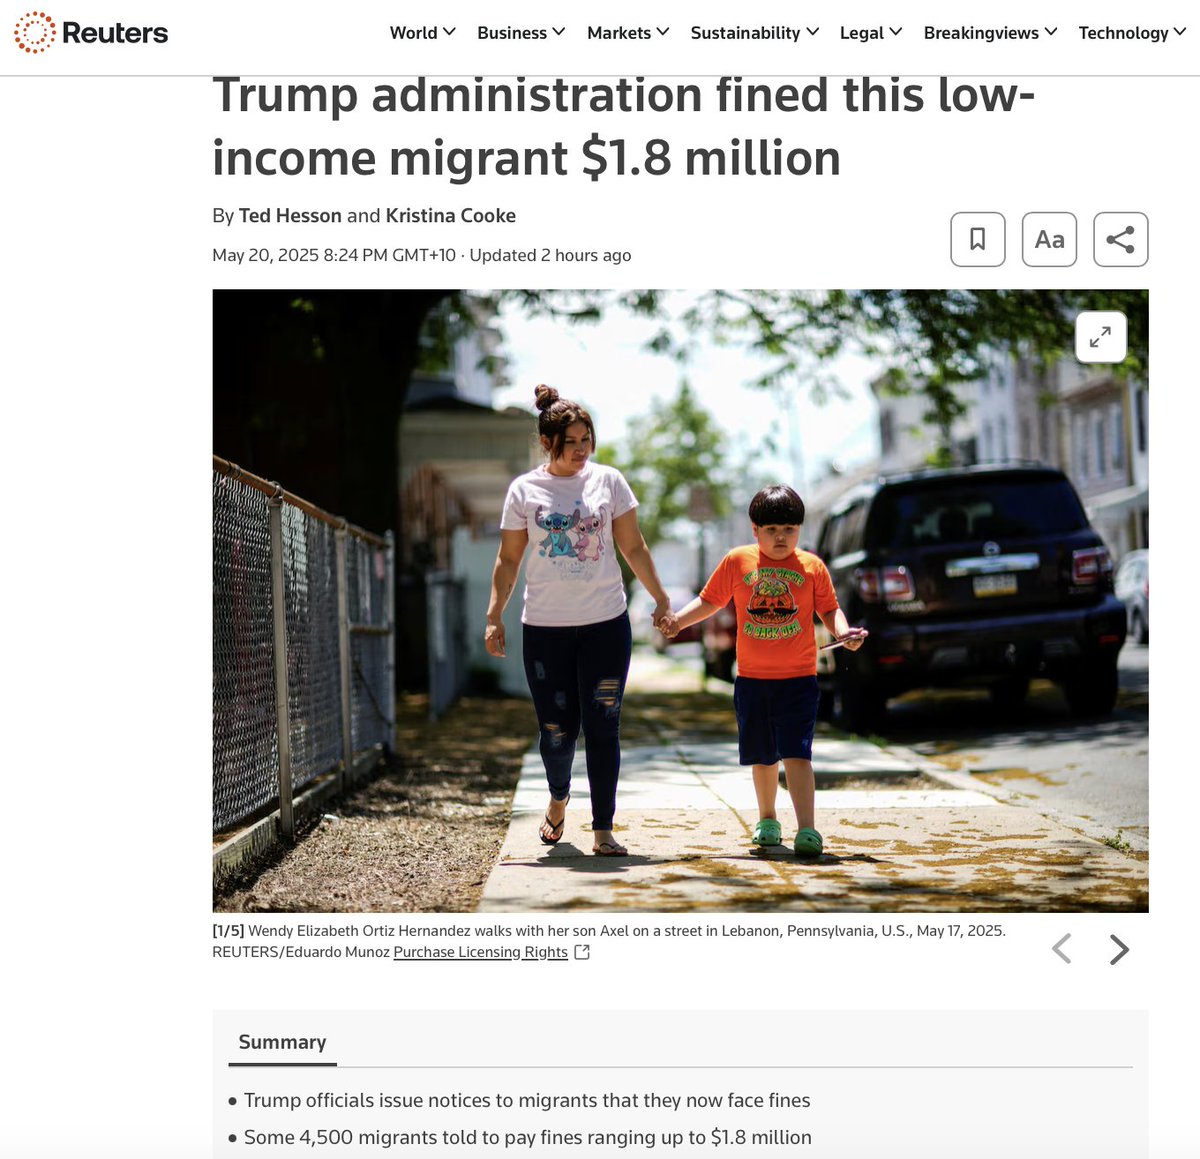 Reuters
World Business Markets Sustainability Legal Breakingviews Technology
Trump administration fined this low-
income migrant $1.8 million
By Ted Hesson and Kristina Cooke
May 20, 2025 8:24 PM GMT+10 · Updated 2 hours ago
Aa
TO BACK OFF!
[1/5] Wendy Elizabeth Ortiz Hernandez walks with her son Axel on a street in Lebanon, Pennsylvania, U.S., May 17, 2025.
REUTERS/Eduardo Munoz Purchase Licensing Rights
Summary
• Trump officials issue notices to migrants that they now face fines
• Some 4,500 migrants told to pay fines ranging up to $1.8 million